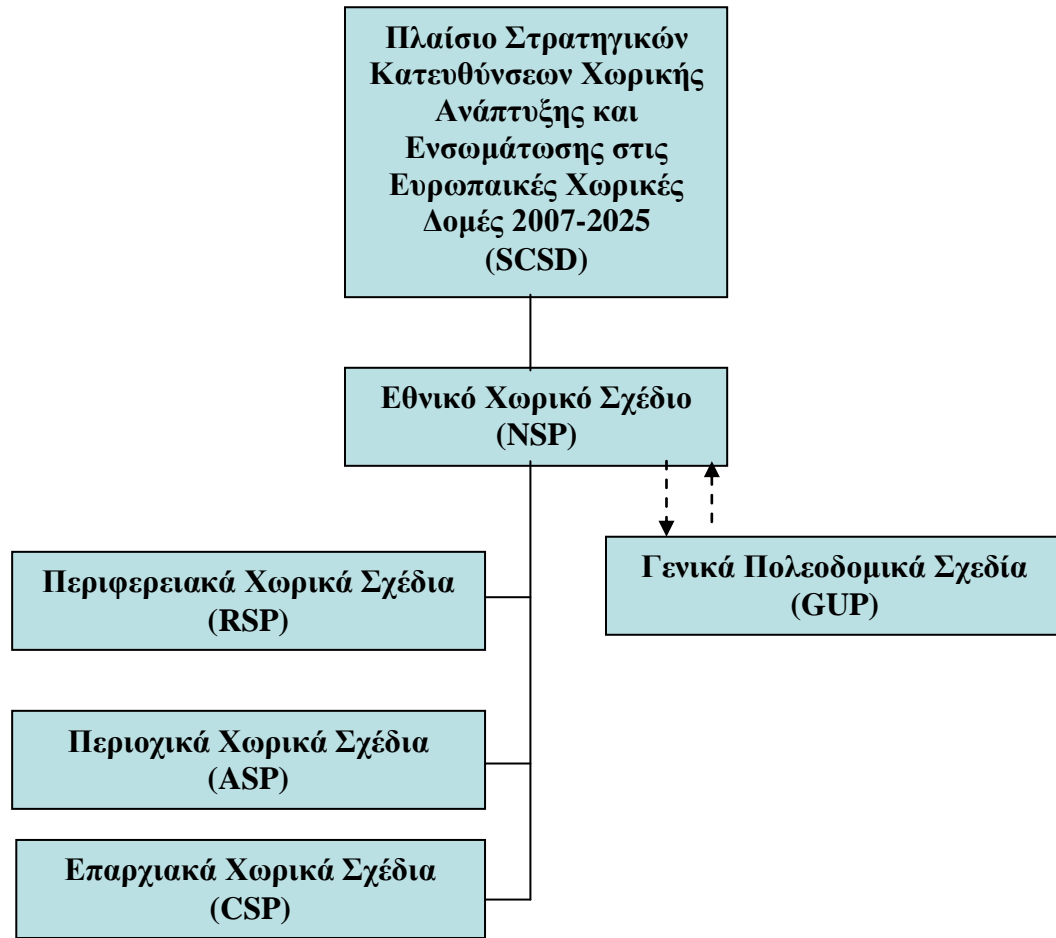 Πλαίσιο Στρατηγικών
Κατευθύνσεων Χωρικής
Ανάπτυξης και
Ενσωμάτωσης στις
Ευρωπαικές Χωρικές
Δομές 2007-2025
(SCSD)
Εθνικό Χωρικό Σχέδιο
(NSP)
Γενικά Πολεοδομικά Σχεδία
(GUP)
Περιφερειακά Χωρικά Σχέδια
(RSP)
Περιοχικά Χωρικά Σχέδια
(ASP)
Επαρχιακά Χωρικά Σχέδια
(CSP)